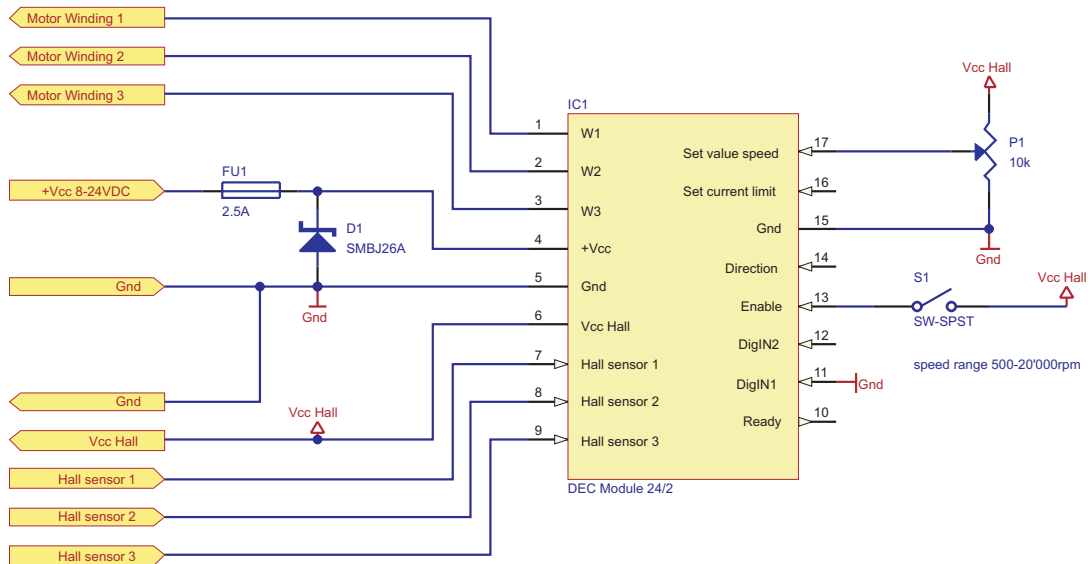 Motor Winding 1
Motor Winding 2
Motor Winding 3
+Vcc 8-24VDC
FU1
2.5A
D1
SMBJ26A
Gnd
Gnd
Gnd
Vcc Hall
Vcc Hall
Hall sensor 1
Hall sensor 2
Hall sensor 3
IC1
1 W1
2 W2
3 W3
4 +Vcc
5 Gnd
6 Vcc Hall
7 Hall sensor 1
8 Hall sensor 2
9 Hall sensor 3
Set value speed 17
Set current limit 16
Gnd 15
Direction 14
Enable 13
DigIN2 12
DigIN1 11 Gnd
Ready 10
DEC Module 24/2
Vcc Hall
P1
10k
Gnd
S1
Vcc Hall
SW-SPST
speed range 500-20'000rpm